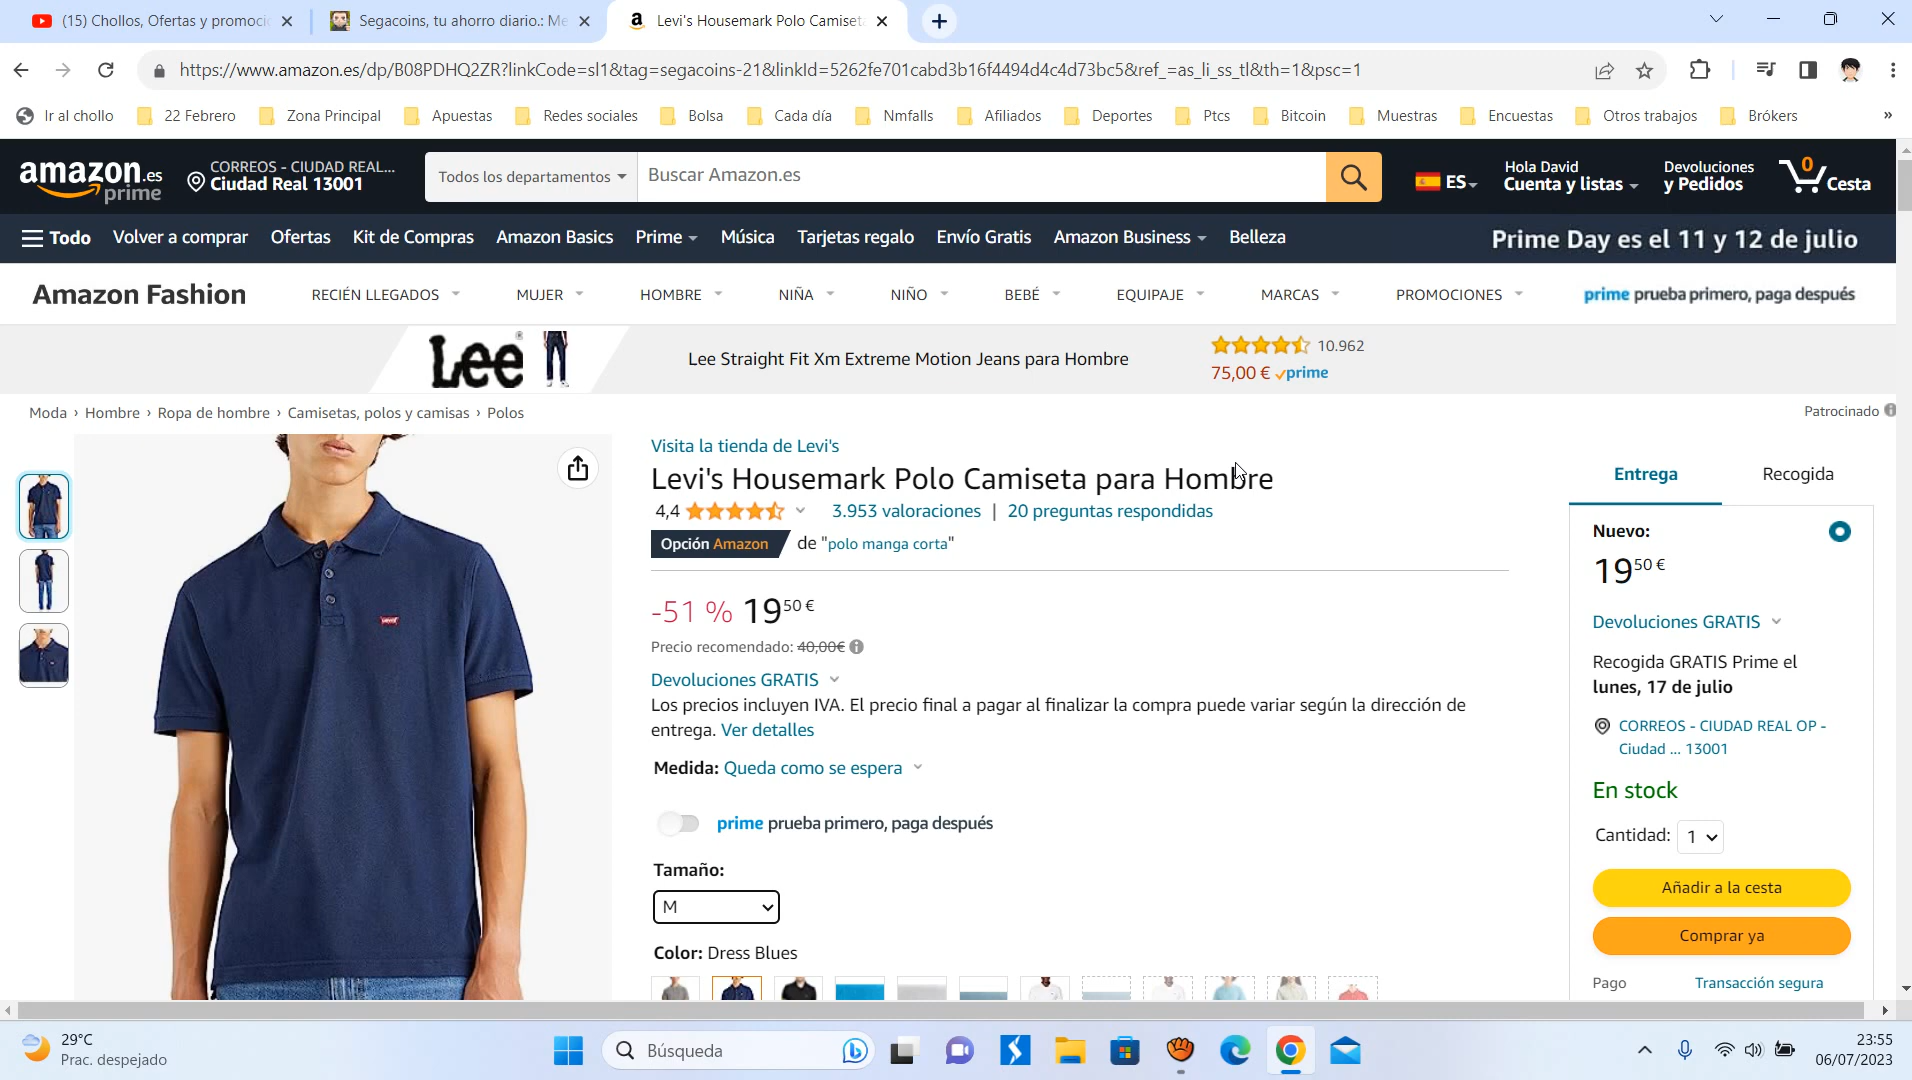 (15) Chollos, Ofertas y promoci
Segacoins, tu ahorro diario.: Me
Levi's Housemark Polo Camiseta
https://www.amazon.es/dp/B08PDHQ2ZR?linkCode=sl1&tag=segacoins-21&linkId=5262fe701cabd3b16f4494d4c4d73bc5&ref_=as_li_ss_tl&th=1&psc=1
Ir al chollo 22 Febrero Zona Principal Apuestas Redes sociales Bolsa Cada día Nmfalls Afiliados Deportes Ptcs Bitcoin Muestras Encuestas Otros trabajos Brókers »
amazon.es
prime
CORREOS - CIUDAD REAL...
Ciudad Real 13001
Todos los departamentos
Buscar Amazon.es
ES
Hola David
Cuenta y listas
Devoluciones
y Pedidos
0
Cesta
Todo Volver a comprar Ofertas Kit de Compras Amazon Basics Prime Música Tarjetas regalo Envío Gratis Amazon Business Belleza
Prime Day es el 11 y 12 de julio
Amazon Fashion RECIÉN LLEGADOS MUJER HOMBRE NIÑA NIÑO BEBÉ EQUIPAJE MARCAS PROMOCIONES prime prueba primero, paga después
Lee
Lee Straight Fit Xm Extreme Motion Jeans para Hombre
10.962
75,00 € prime
Moda › Hombre › Ropa de hombre › Camisetas, polos y camisas › Polos
Patrocinado
Visita la tienda de Levi's
Levi's Housemark Polo Camiseta para Hombre
4,4 3.953 valoraciones | 20 preguntas respondidas
Opción Amazon de "polo manga corta"
-51 % 19 50 €
Precio recomendado: 40,00€
Devoluciones GRATIS
Los precios incluyen IVA. El precio final a pagar al finalizar la compra puede variar según la dirección de
entrega. Ver detalles
Medida: Queda como se espera
prime prueba primero, paga después
Tamaño:
M
Color: Dress Blues
Entrega
Recogida
Nuevo:
19 50 €
Devoluciones GRATIS
Recogida GRATIS Prime el
lunes, 17 de julio
CORREOS - CIUDAD REAL OP -
Ciudad ... 13001
En stock
Cantidad: 1
Añadir a la cesta
Comprar ya
Pago Transacción segura
29°C
Prac. despejado
Búsqueda
23:55
06/07/2023